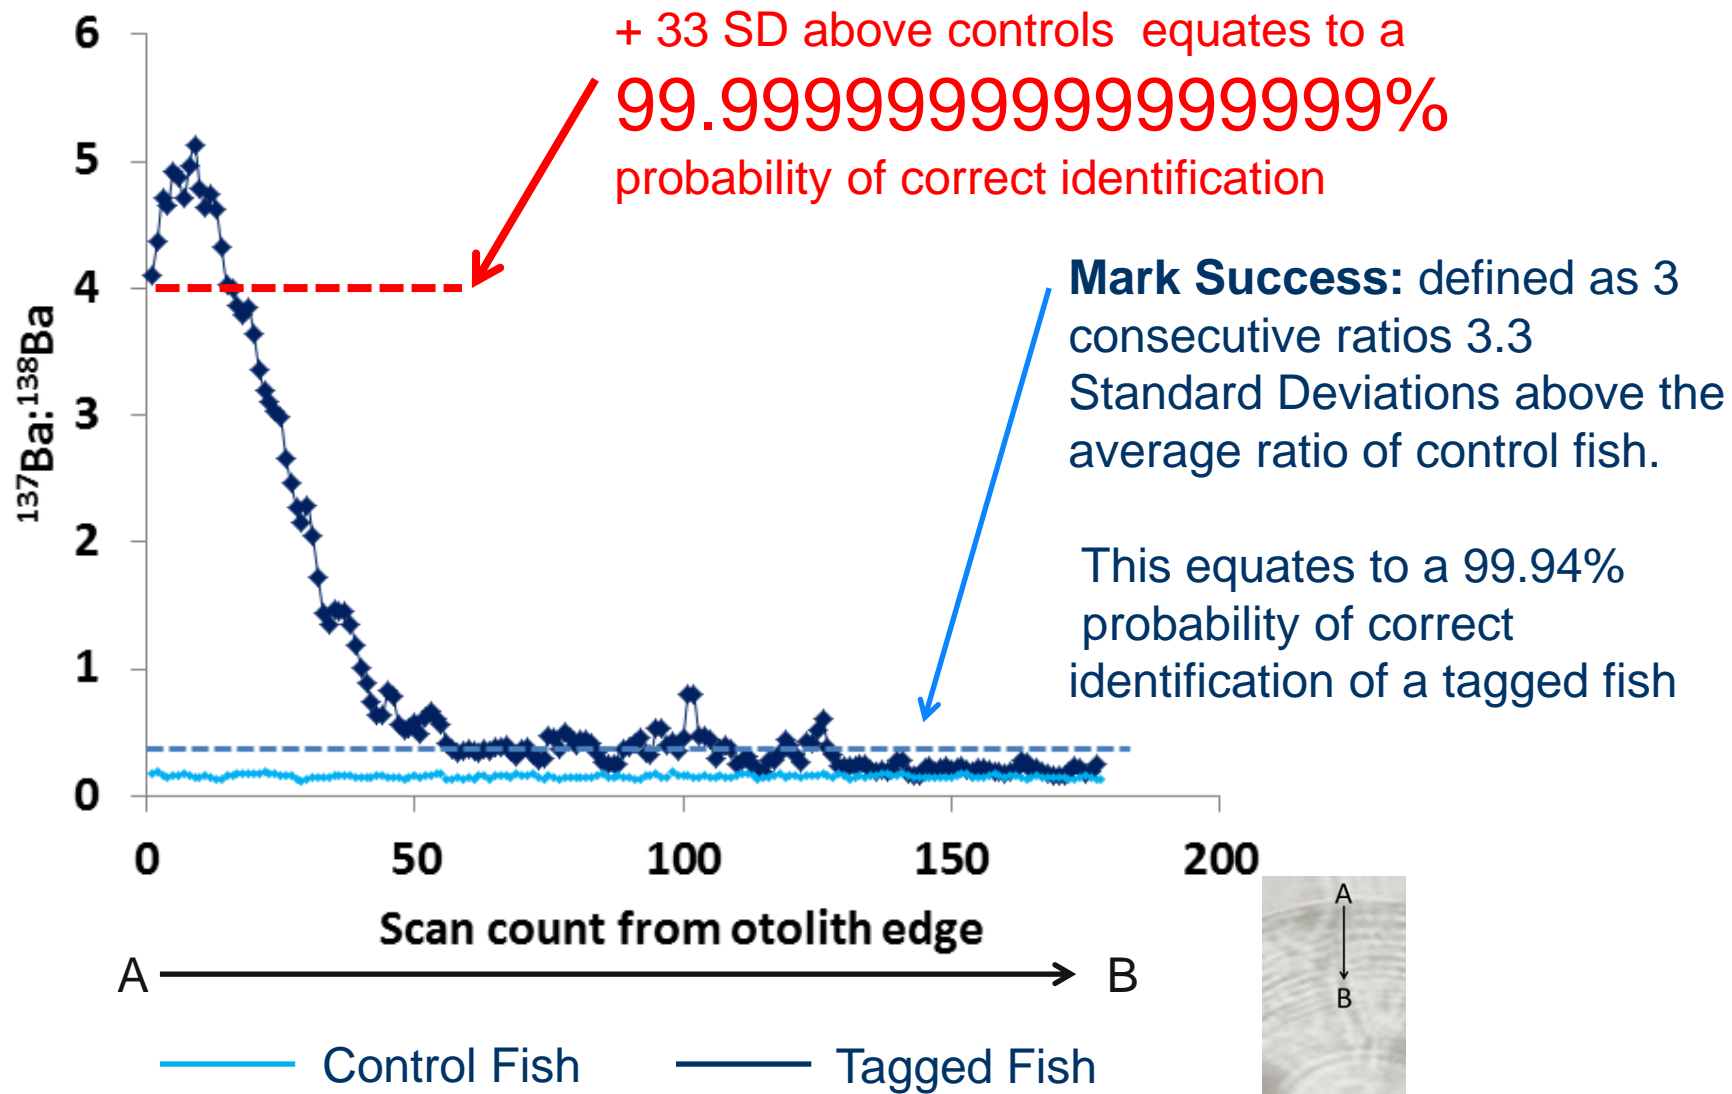 + 33 SD above controls  equates to a
99.9999999999999999%
probability of correct identification
Mark Success: defined as 3
consecutive ratios 3.3
Standard Deviations above the
average ratio of control fish.
This equates to a 99.94%
probability of correct
identification of a tagged fish
¹³⁷Ba:¹³⁸Ba
6
5
4
3
2
1
0
0 50 100 150 200
Scan count from otolith edge
A B
Control Fish Tagged Fish
A
B